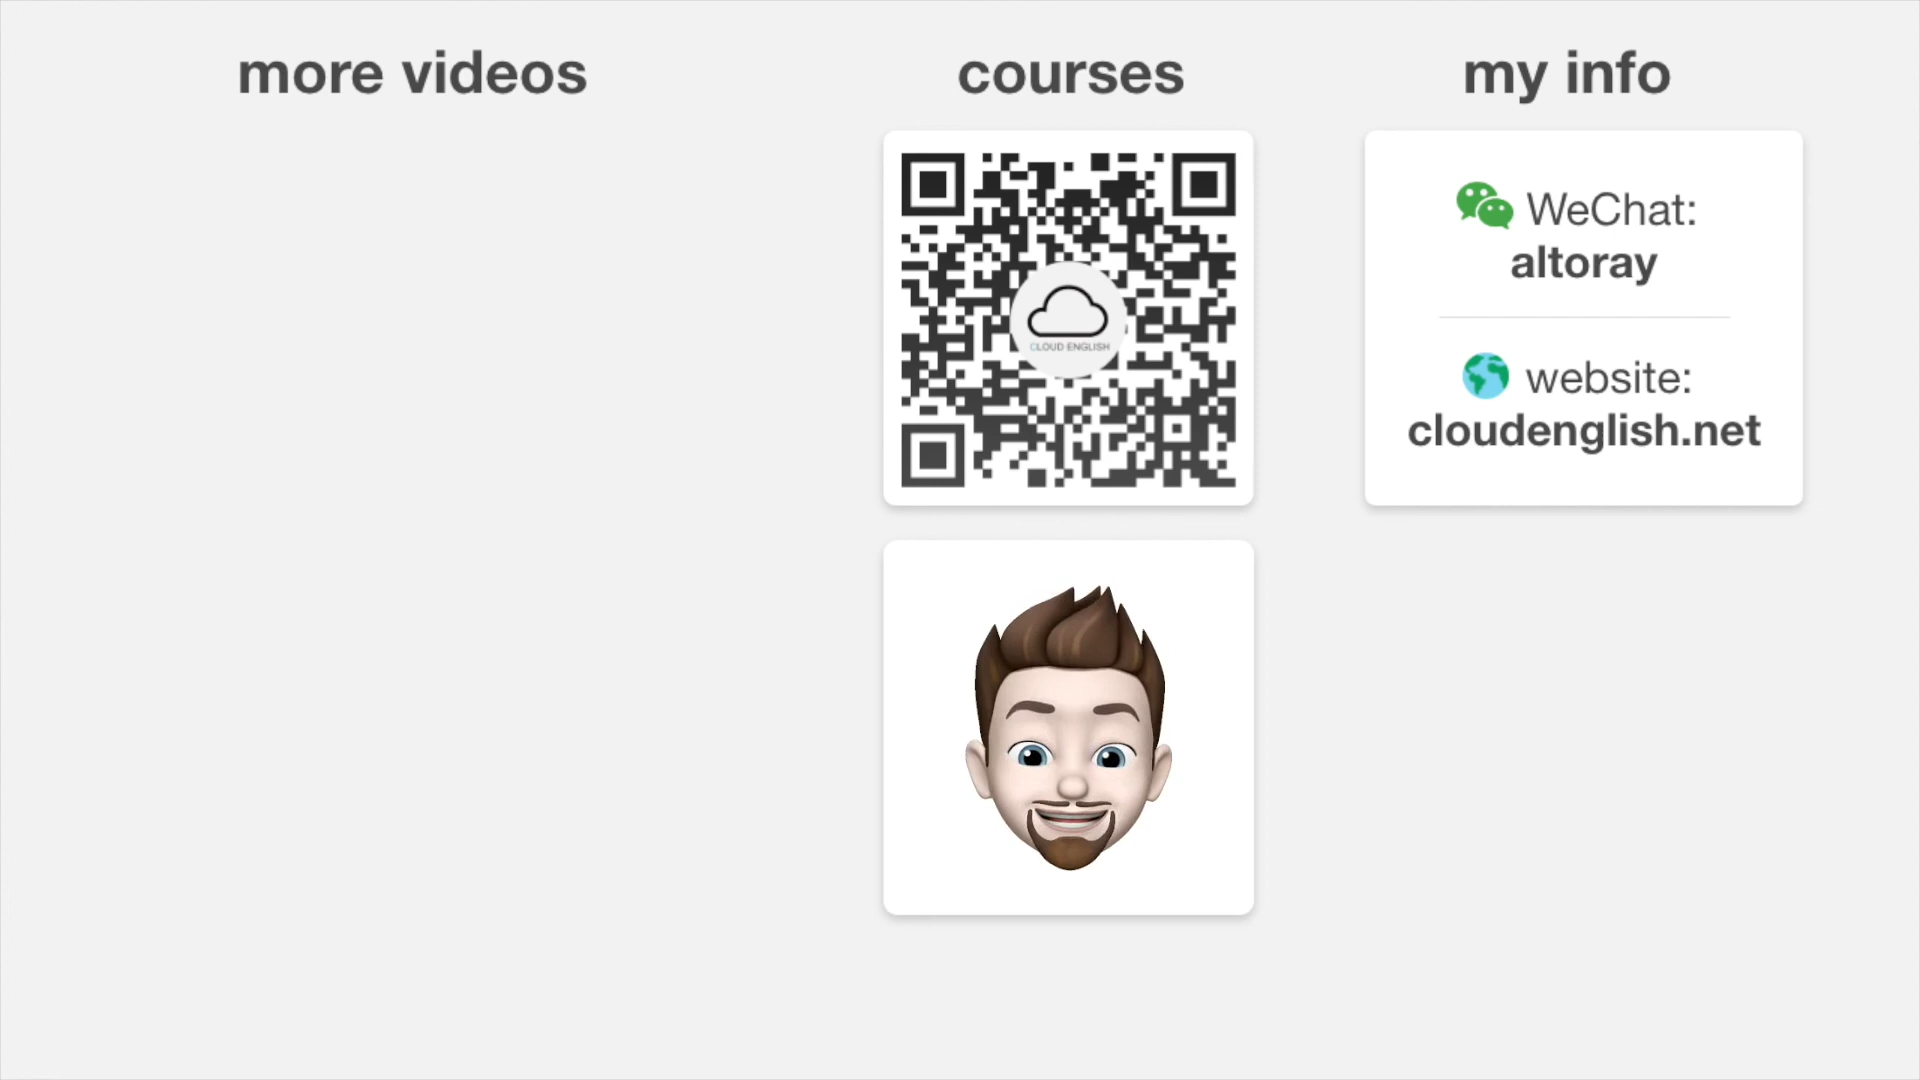 more videos
courses
CLOUD ENGLISH
my info
WeChat:
altoray
website:
cloudenglish.net